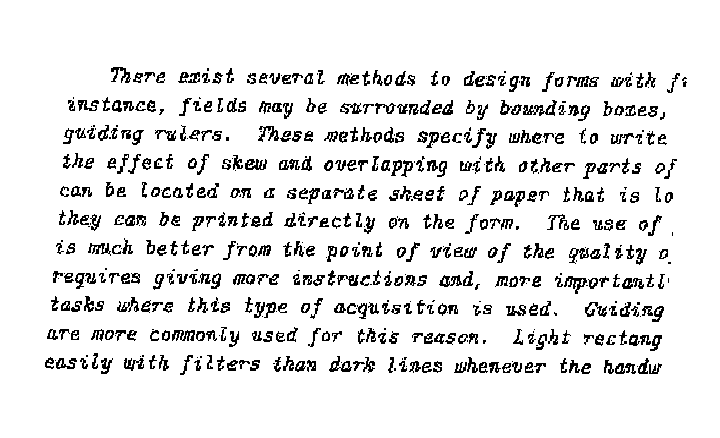 There exist several methods to design forms with fi
instance, fields may be surrounded by bounding boxes,
guiding rulers. These methods specify where to write
the effect of skew and overlapping with other parts of
can be located on a separate sheet of paper that is lo
they can be printed directly on the form. The use of
is much better from the point of view of the quality o
requires giving more instructions and, more importantl
tasks where this type of acquisition is used. Guiding
are more commonly used for this reason. Light rectang
easily with filters than dark lines whenever the handw